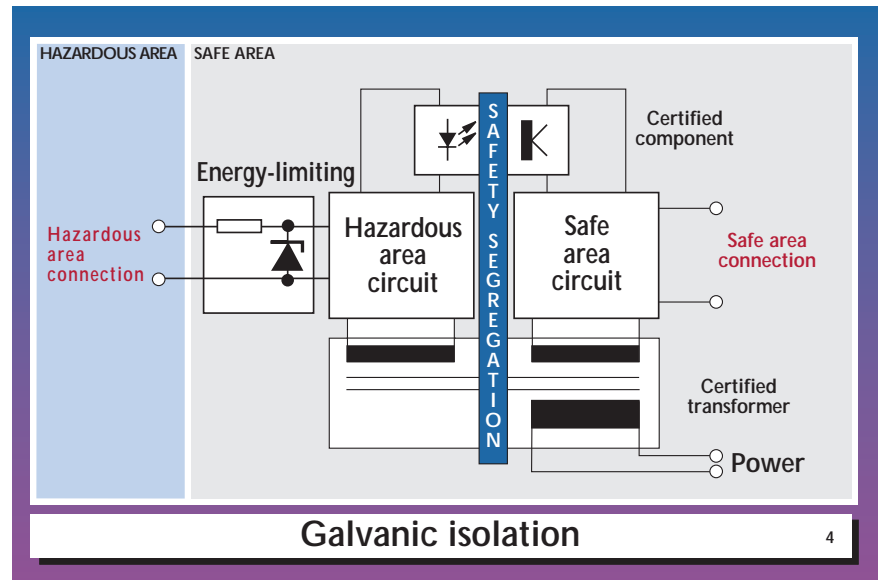 HAZARDOUS AREA
SAFE AREA
Certified
component
Energy-limiting
SAFETY SEGREGATION
Hazardous
area
connection
Hazardous
area
circuit
Safe
area
circuit
Safe area
connection
Certified
transformer
Power
Galvanic isolation
4